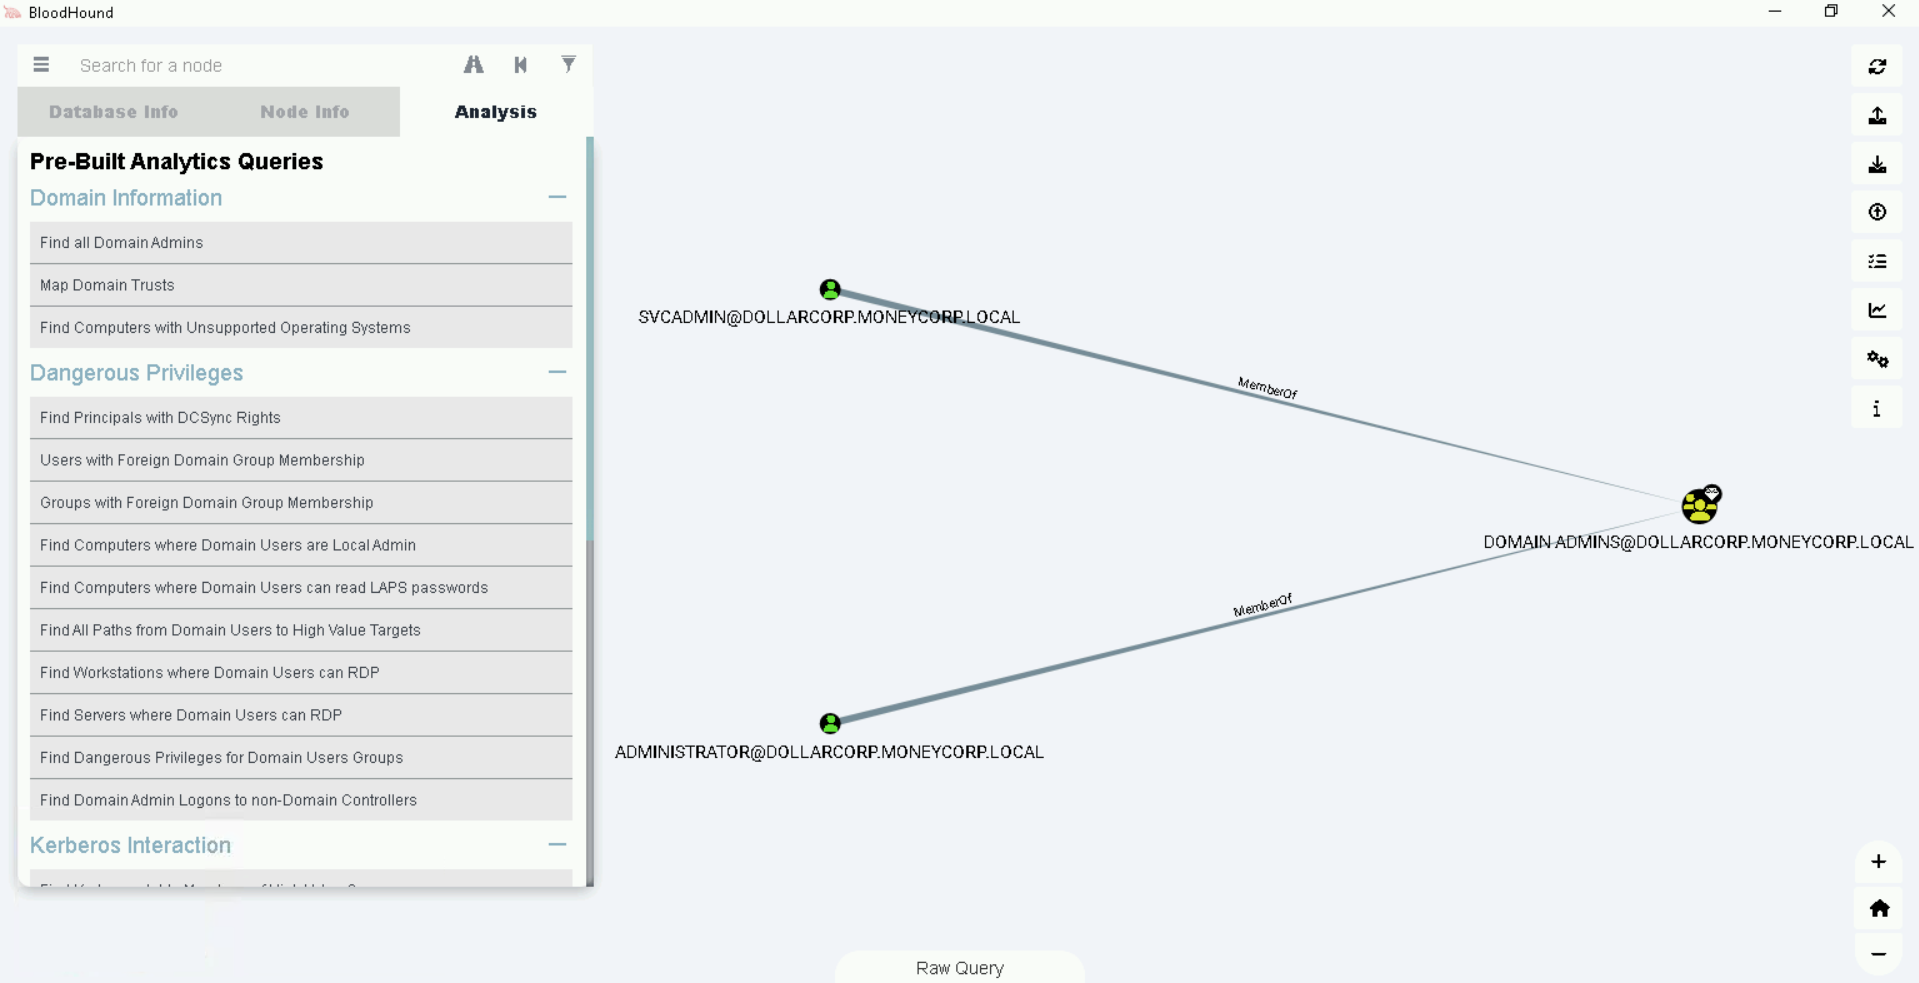 BloodHound
Search for a node
Database Info
Node Info
Analysis
Pre-Built Analytics Queries
Domain Information
Find all Domain Admins
Map Domain Trusts
Find Computers with Unsupported Operating Systems
Dangerous Privileges
Find Principals with DCSync Rights
Users with Foreign Domain Group Membership
Groups with Foreign Domain Group Membership
Find Computers where Domain Users are Local Admin
Find Computers where Domain Users can read LAPS passwords
Find All Paths from Domain Users to High Value Targets
Find Workstations where Domain Users can RDP
Find Servers where Domain Users can RDP
Find Dangerous Privileges for Domain Users Groups
Find Domain Admin Logons to non-Domain Controllers
Kerberos Interaction
SVCADMIN@DOLLARCORP.MONEYCORP.LOCAL
MemberOf
DOMAIN ADMINS@DOLLARCORP.MONEYCORP.LOCAL
MemberOf
ADMINISTRATOR@DOLLARCORP.MONEYCORP.LOCAL
Raw Query